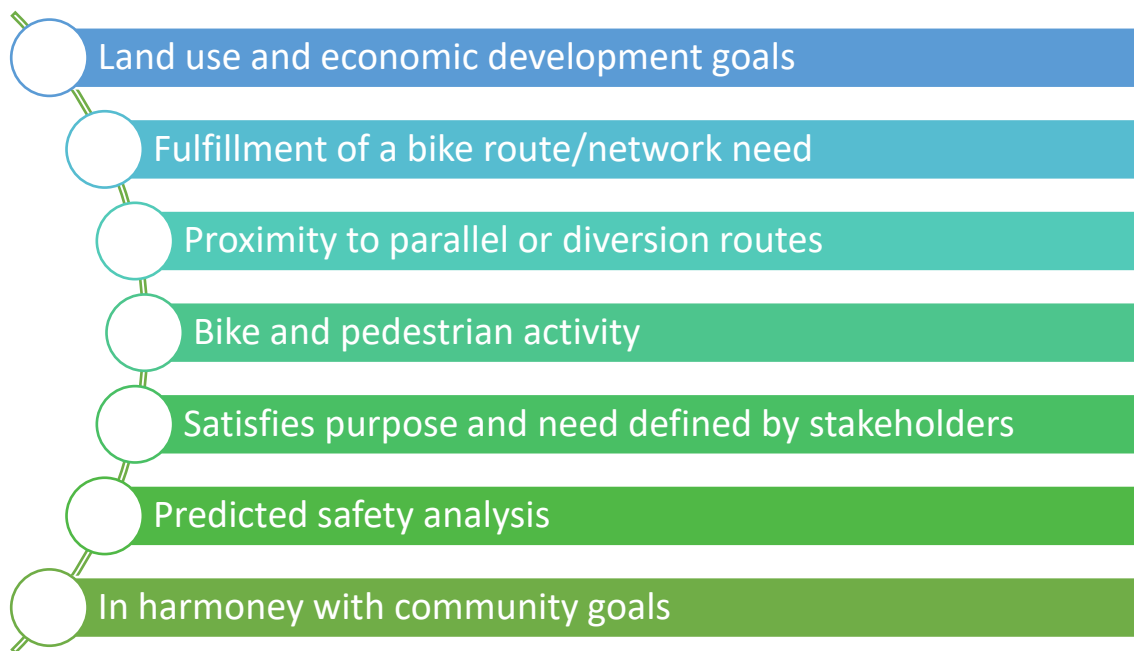 Land use and economic development goals
Fulfillment of a bike route/network need
Proximity to parallel or diversion routes
Bike and pedestrian activity
Satisfies purpose and need defined by stakeholders
Predicted safety analysis
In harmoney with community goals